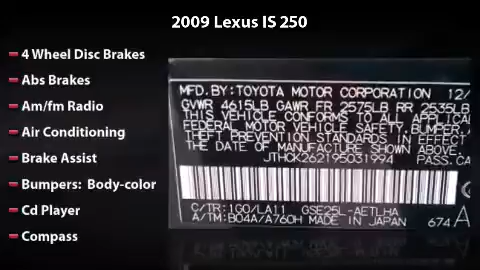 2009 Lexus IS 250
4 Wheel Disc Brakes
Abs Brakes
Am/fm Radio
Air Conditioning
Brake Assist
Bumpers: Body-color
Cd Player
Compass
MFD. BY: TOYOTA MOTOR CORPORATION 12/
GVWR 4615LB GAWR FR 2575LB RR 2535LB
THIS VEHICLE CONFORMS TO ALL APPLICA
FEDERAL MOTOR VEHICLE SAFETY, BUMPER,
THEFT PREVENTION STANDARDS IN EFFECT
THE DATE OF MANUFACTURE SHOWN ABOVE.
JTHCK262195031994 PASS.CA
C/TR:1G0/LA11 GSE25L-AETLHA
A/TM:B04A/A760H MADE IN JAPAN 674 A